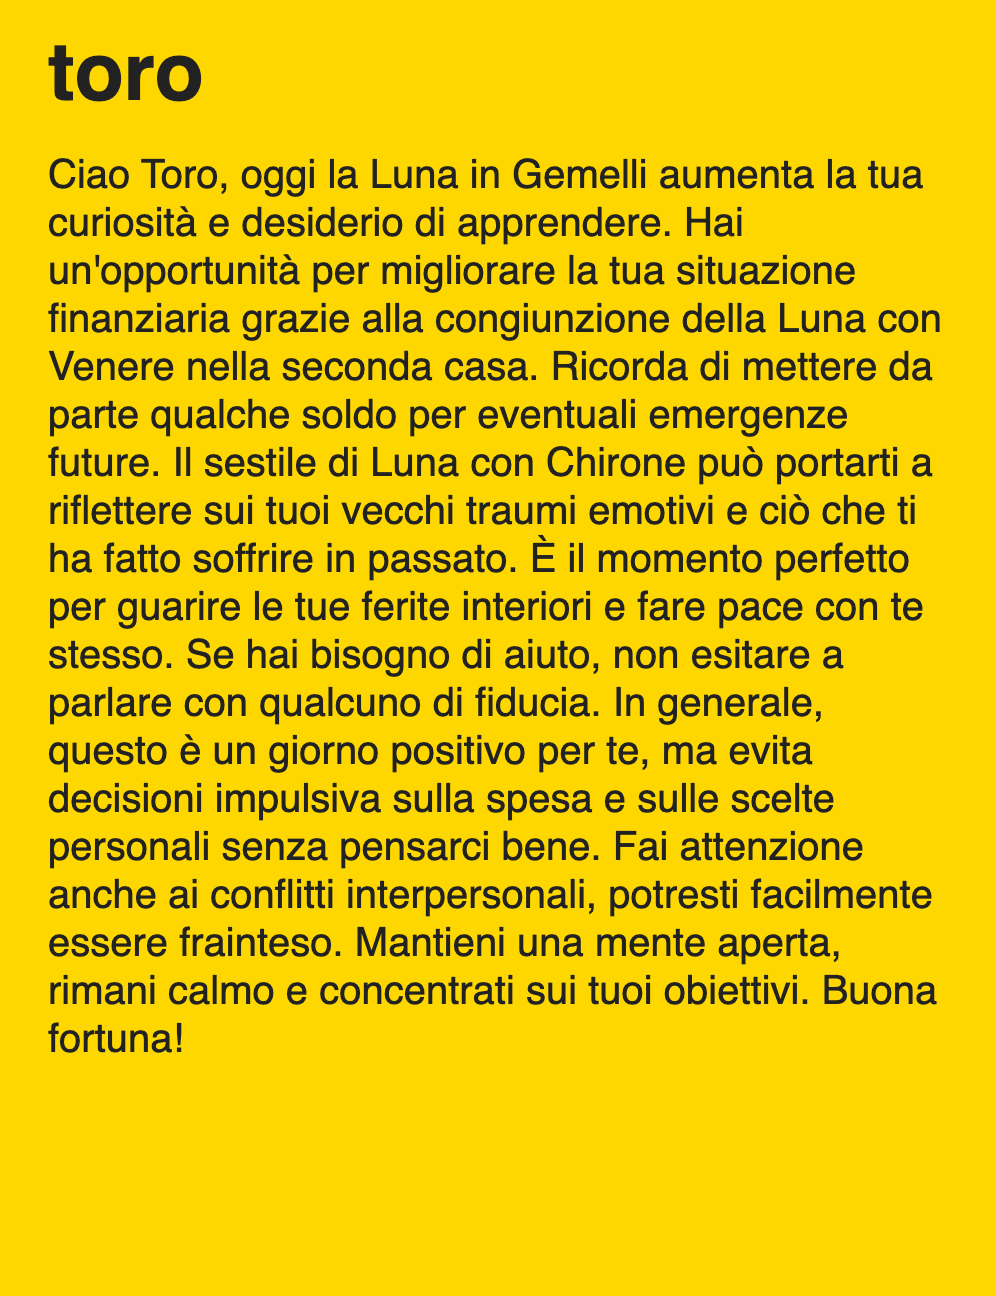 toro
Ciao Toro, oggi la Luna in Gemelli aumenta la tua
curiosità e desiderio di apprendere. Hai
un'opportunità per migliorare la tua situazione
finanziaria grazie alla congiunzione della Luna con
Venere nella seconda casa. Ricorda di mettere da
parte qualche soldo per eventuali emergenze
future. Il sestile di Luna con Chirone può portarti a
riflettere sui tuoi vecchi traumi emotivi e ciò che ti
ha fatto soffrire in passato. È il momento perfetto
per guarire le tue ferite interiori e fare pace con te
stesso. Se hai bisogno di aiuto, non esitare a
parlare con qualcuno di fiducia. In generale,
questo è un giorno positivo per te, ma evita
decisioni impulsiva sulla spesa e sulle scelte
personali senza pensarci bene. Fai attenzione
anche ai conflitti interpersonali, potresti facilmente
essere frainteso. Mantieni una mente aperta,
rimani calmo e concentrati sui tuoi obiettivi. Buona
fortuna!